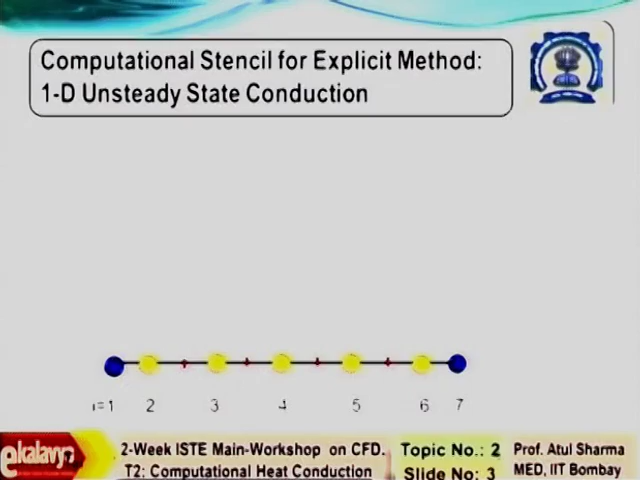 Computational Stencil for Explicit Method:
1-D Unsteady State Conduction
i=1 2 3 4 5 6 7
ekalavya
2-Week ISTE Main-Workshop on CFD.
T2: Computational Heat Conduction
Topic No.: 2
Slide No: 3
Prof. Atul Sharma
MED, IIT Bombay